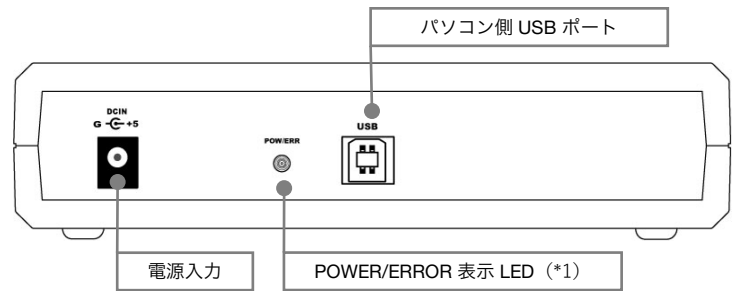 パソコン側 USB ポート
DCIN
G +5
POW/ERR
USB
電源入力
POWER/ERROR 表示 LED（*1）